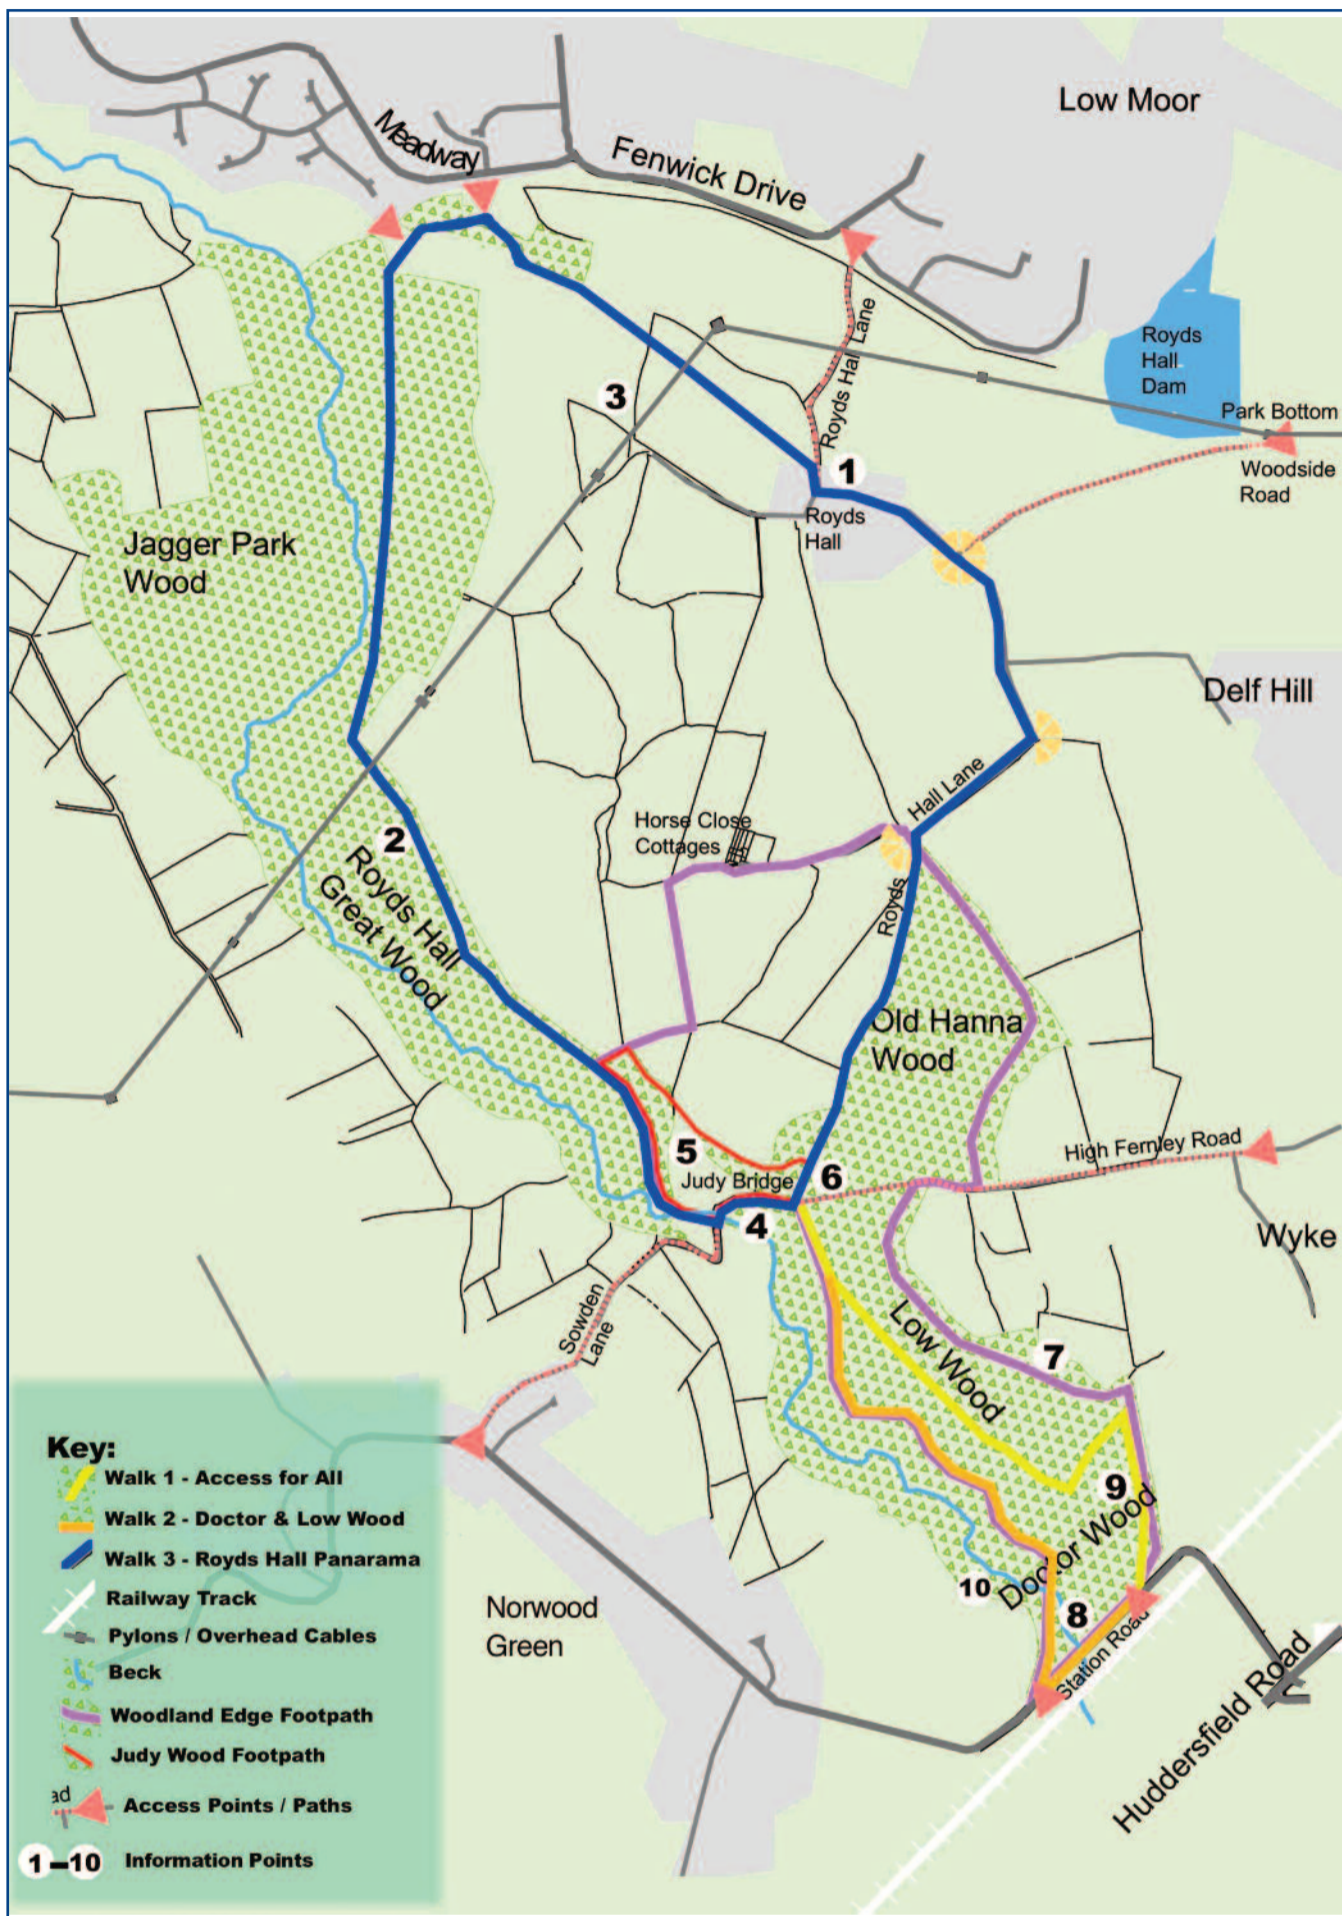 Low Moor
Meadway
Fenwick Drive
Royds Hall Lane
Royds
Hall
Dam
Park Bottom
Woodside
Road
3
1
Royds
Hall
Jagger Park
Wood
Delf Hill
Hall Lane
Horse Close
Cottages
2
Royds Hall
Great Wood
Royds
Old Hanna
Wood
High Fernley Road
5
Judy Bridge
6
4
Wyke
Sowden
Lane
Low Wood
7
9
Doctor Wood
10
8
Station Road
Norwood
Green
Huddersfield Road
Key:
Walk 1 - Access for All
Walk 2 - Doctor & Low Wood
Walk 3 - Royds Hall Panarama
Railway Track
Pylons / Overhead Cables
Beck
Woodland Edge Footpath
Judy Wood Footpath
ad
Access Points / Paths
1-10 Information Points